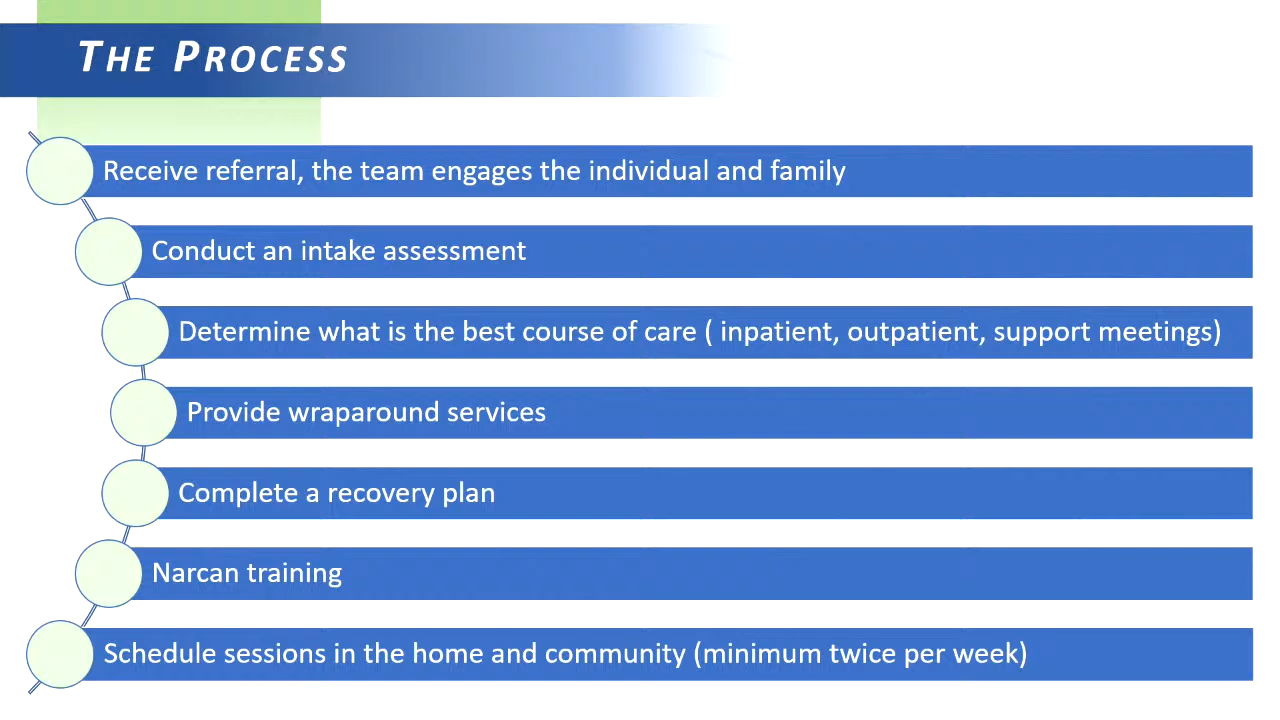 THE PROCESS
Receive referral, the team engages the individual and family
Conduct an intake assessment
Determine what is the best course of care ( inpatient, outpatient, support meetings)
Provide wraparound services
Complete a recovery plan
Narcan training
Schedule sessions in the home and community (minimum twice per week)